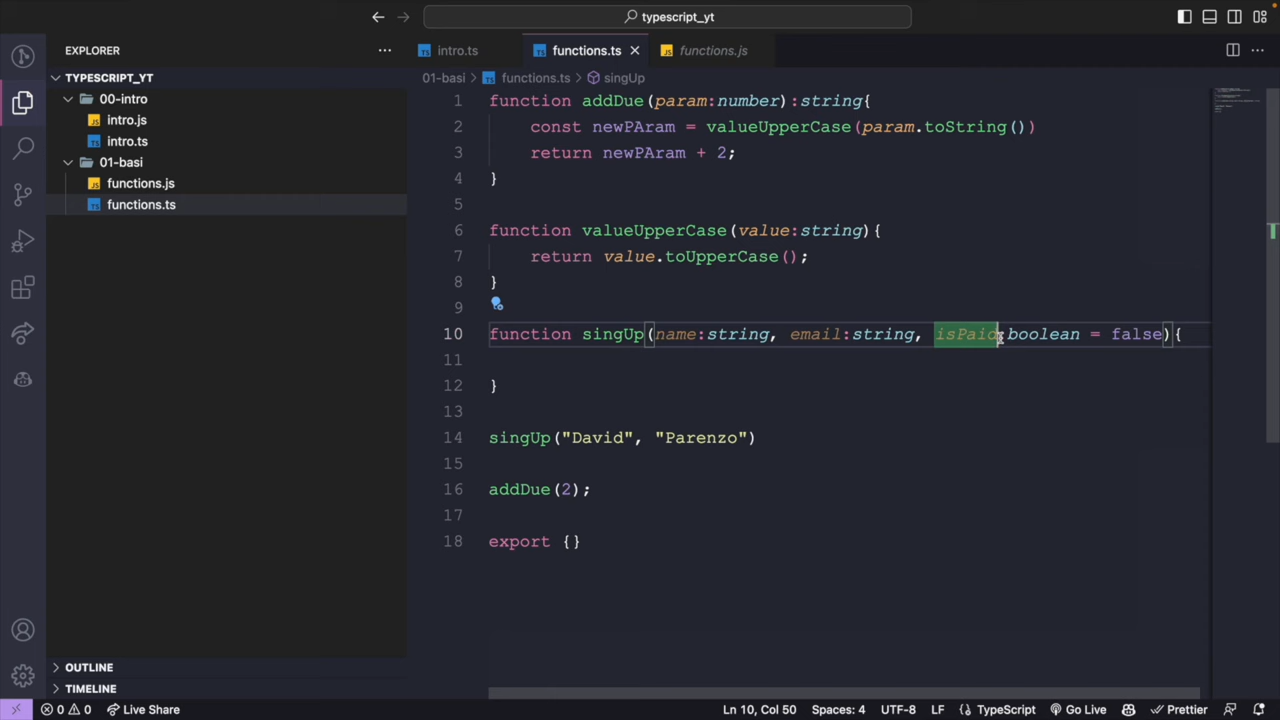 typescript_yt
EXPLORER
intro.ts
functions.ts
functions.js
TYPESCRIPT_YT
00-intro
intro.js
intro.ts
01-basi
functions.js
functions.ts
01-basi > functions.ts > singUp
1 function addDue(param:number):string{
2 const newPAram = valueUpperCase(param.toString())
3 return newPAram + 2;
4 }
5
6 function valueUpperCase(value:string){
7 return value.toUpperCase();
8 }
9
10 function singUp(name:string, email:string, isPaid:boolean = false){
11
12 }
13
14 singUp("David", "Parenzo")
15
16 addDue(2);
17
18 export {}
OUTLINE
TIMELINE
0 0 Live Share Ln 10, Col 50 Spaces: 4 UTF-8 LF {} TypeScript Go Live Prettier